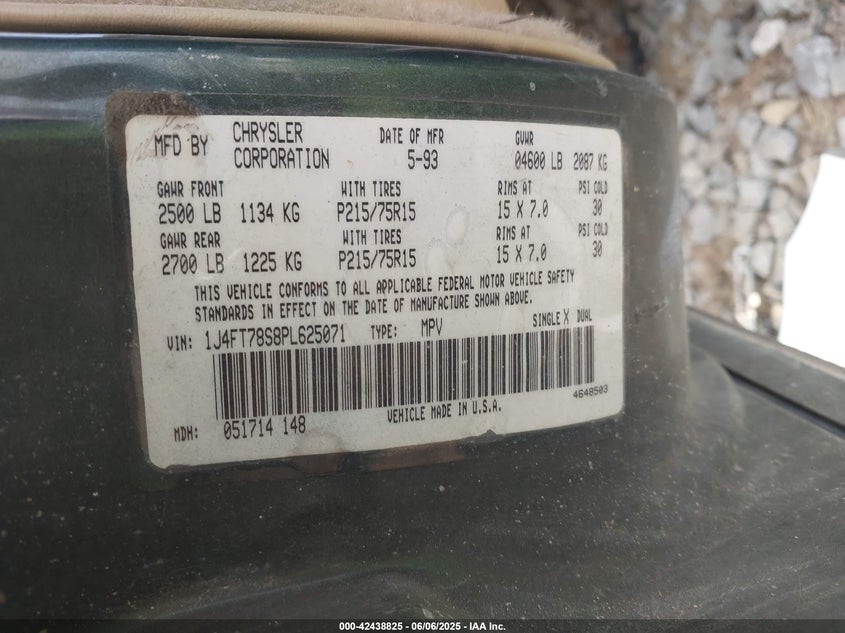 MFD BY CHRYSLER CORPORATION DATE OF MFR 5-93 GVWR 04600 LB 2087 KG
GAWR FRONT WITH TIRES RIMS AT PSI COLD
2500 LB 1134 KG P215/75R15 15 X 7.0 30
GAWR REAR WITH TIRES RIMS AT PSI COLD
2700 LB 1225 KG P215/75R15 15 X 7.0 30
THIS VEHICLE CONFORMS TO ALL APPLICABLE FEDERAL MOTOR VEHICLE SAFETY
STANDARDS IN EFFECT ON THE DATE OF MANUFACTURE SHOWN ABOVE.
VIN: 1J4FT78S8PL625071 TYPE: MPV SINGLE X DUAL
4648503
VEHICLE MADE IN U.S.A.
MDH: 051714 148
000-42438825 - 06/06/2025 - IAA Inc.